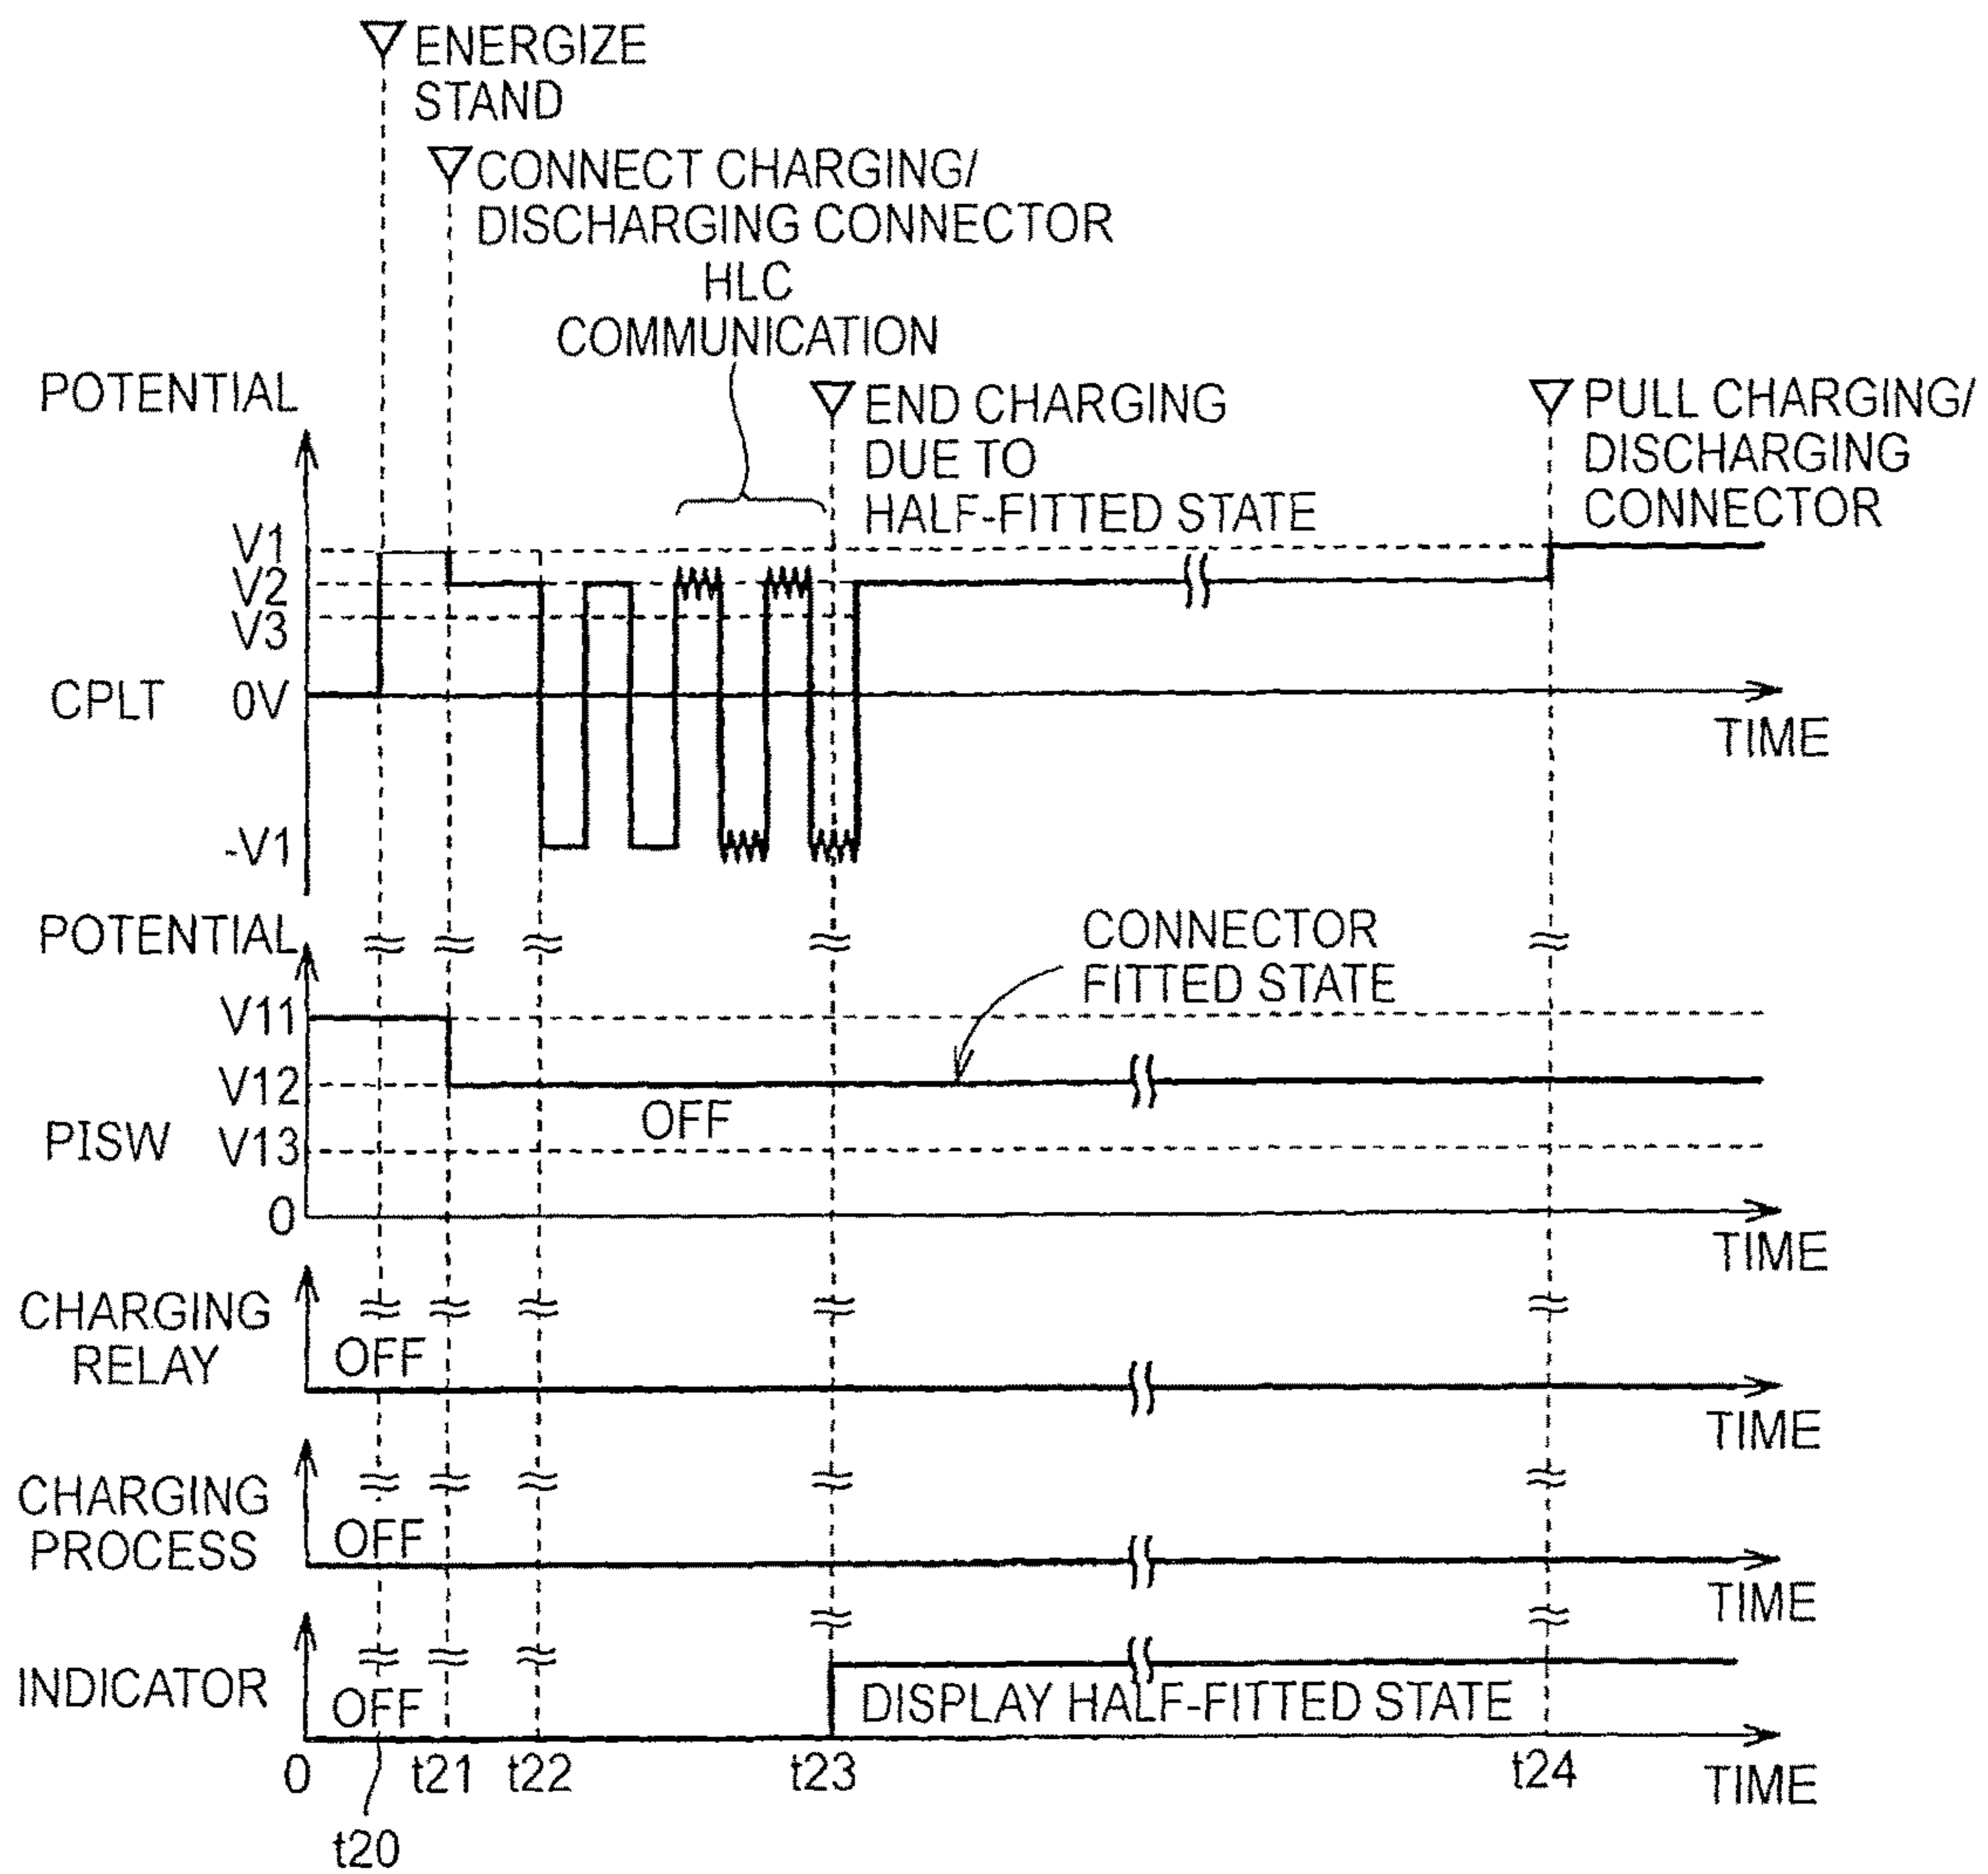 ENERGIZE
STAND
CONNECT CHARGING/
DISCHARGING CONNECTOR
HLC
COMMUNICATION
POTENTIAL
END CHARGING
DUE TO
HALF-FITTED STATE
PULL CHARGING/
DISCHARGING
CONNECTOR
V1
V2
V3
CPLT 0V
TIME
-V1
POTENTIAL
CONNECTOR
FITTED STATE
V11
V12
OFF
PISW V13
0
TIME
CHARGING
RELAY
OFF
TIME
CHARGING
PROCESS
OFF
TIME
INDICATOR
OFF
DISPLAY HALF-FITTED STATE
0 t21 t22 t23 t24 TIME
t20